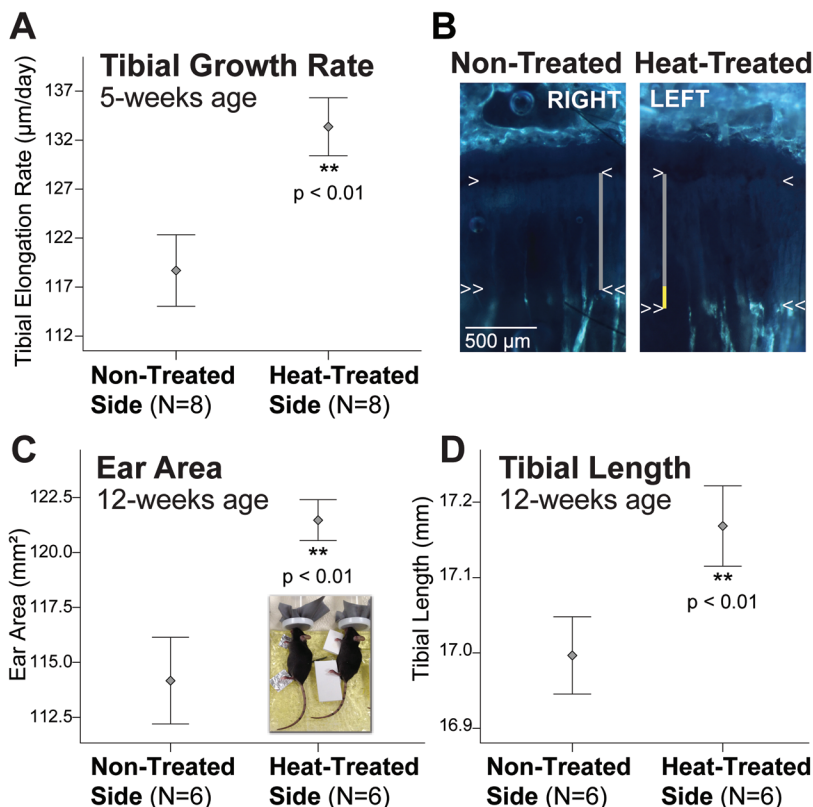 A
Tibial Growth Rate
5-weeks age
Tibial Elongation Rate (µm/day)
137
132
127
122
117
112
**
p < 0.01
Non-Treated
Side (N=8)
Heat-Treated
Side (N=8)
B
Non-Treated
Heat-Treated
RIGHT
LEFT
>
<
>
<
>>
<<
>>
<<
500 µm
C
Ear Area
12-weeks age
Ear Area (mm²)
122.5
120.0
117.5
115.0
112.5
**
p < 0.01
Non-Treated
Side (N=6)
Heat-Treated
Side (N=6)
D
Tibial Length
12-weeks age
Tibial Length (mm)
17.2
17.1
17.0
16.9
**
p < 0.01
Non-Treated
Side (N=6)
Heat-Treated
Side (N=6)